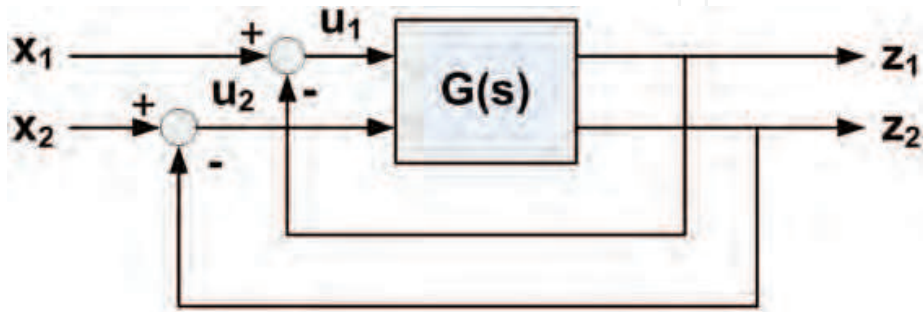 x₁ + u₁ G(s) z₁
-
x₂ + u₂ z₂
-